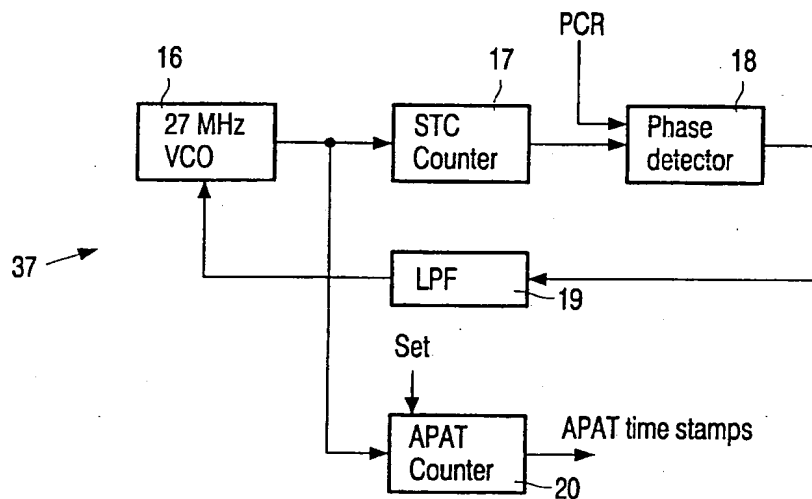 PCR
16
17
18
27 MHz
VCO
STC
Counter
Phase
detector
37
LPF
19
Set
APAT
Counter
APAT time stamps
20